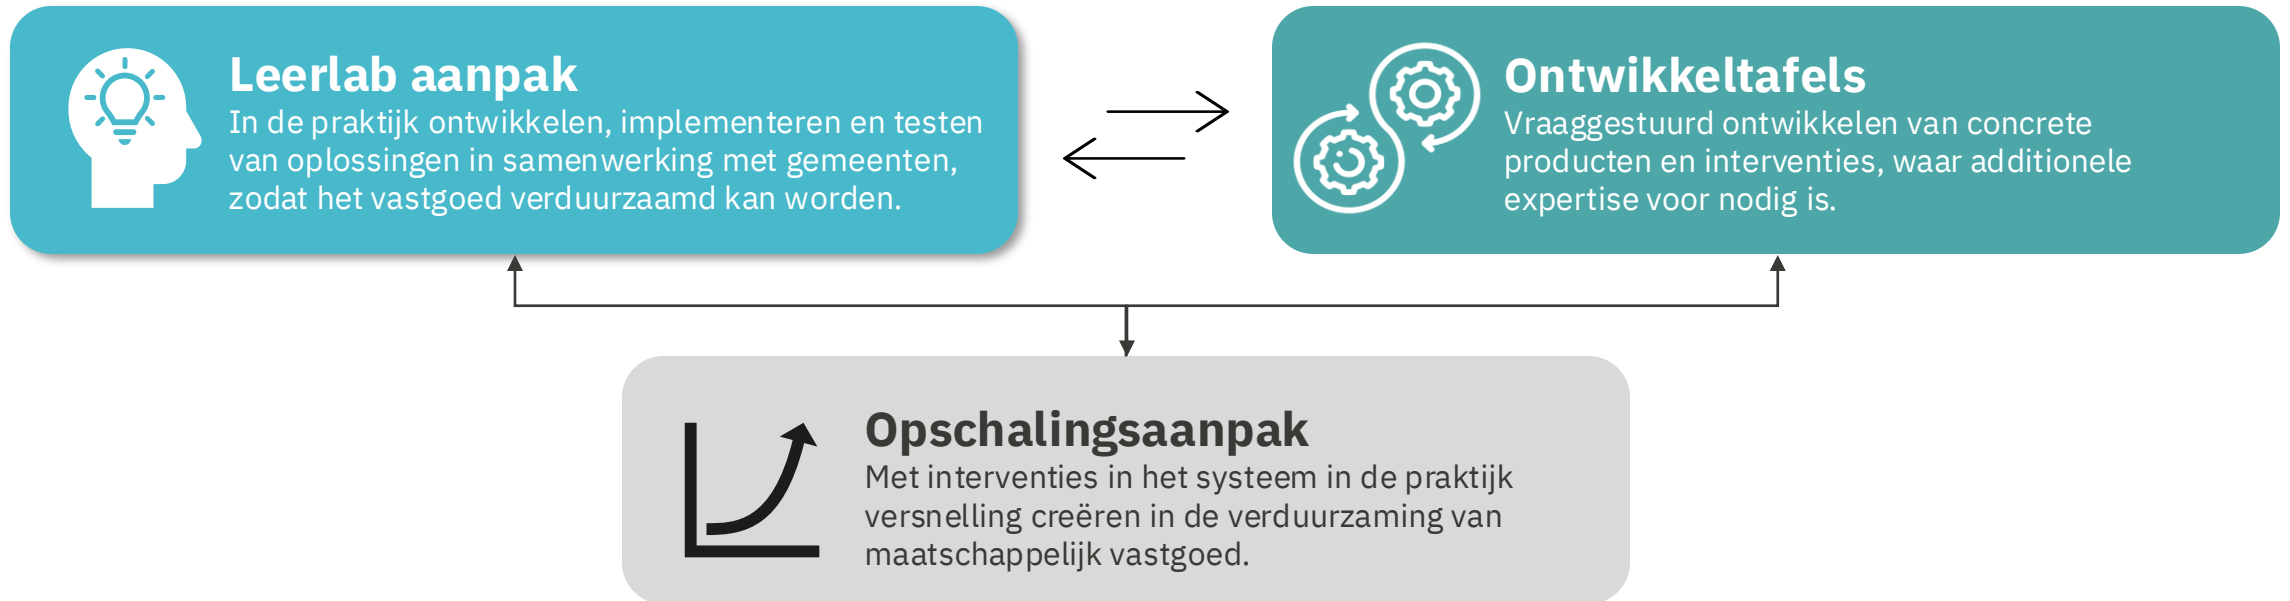 Leerlab aanpak
In de praktijk ontwikkelen, implementeren en testen
van oplossingen in samenwerking met gemeenten,
zodat het vastgoed verduurzaamd kan worden.
Ontwikkeltafels
Vraaggestuurd ontwikkelen van concrete
producten en interventies, waar additionele
expertise voor nodig is.
Opschalingsaanpak
Met interventies in het systeem in de praktijk
versnelling creëren in de verduurzaming van
maatschappelijk vastgoed.